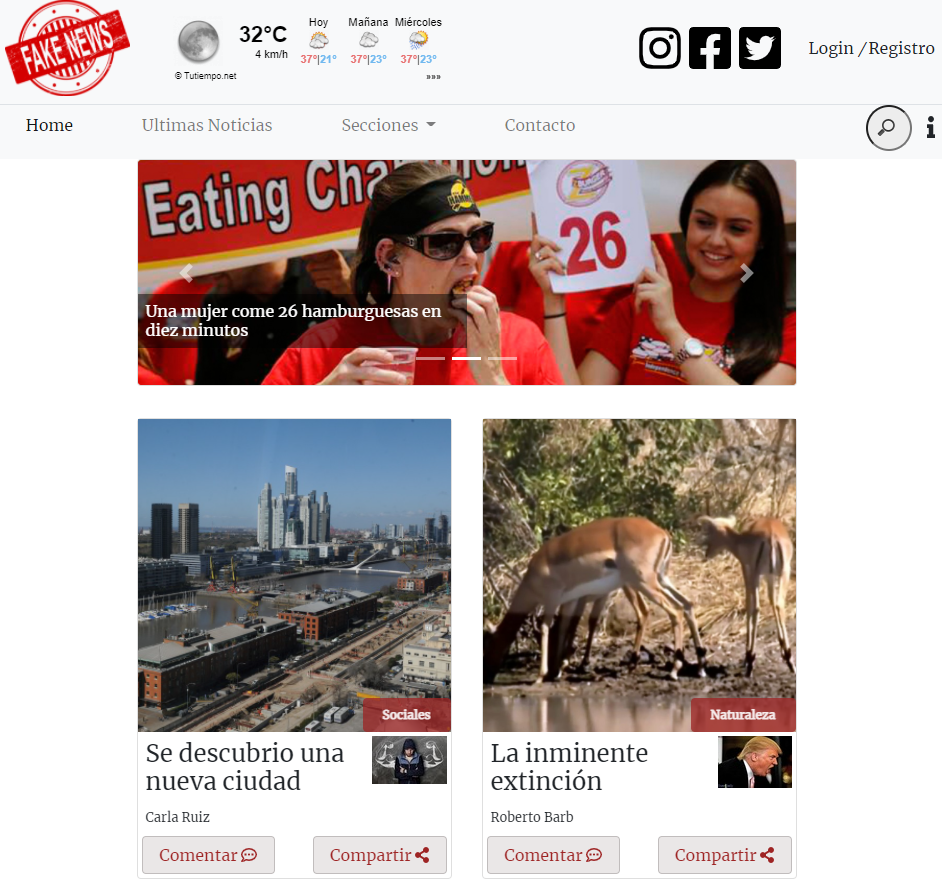 FAKE NEWS
32°C
4 km/h
© Tutiempo.net
Hoy
Mañana
Miércoles
37°|21°
37°|23°
37°|23°
»»»
Login /Registro
Home
Ultimas Noticias
Secciones
Contacto
Eating Cha
26
Una mujer come 26 hamburguesas en
diez minutos
Sociales
Naturaleza
Se descubrio una
nueva ciudad
Carla Ruiz
Comentar
Compartir
La inminente
extinción
Roberto Barb
Comentar
Compartir